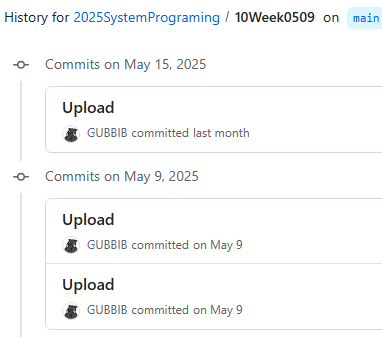 History for 2025SystemPrograming / 10Week0509 on main
Commits on May 15, 2025
Upload
GUBBIB committed last month
Commits on May 9, 2025
Upload
GUBBIB committed on May 9
Upload
GUBBIB committed on May 9